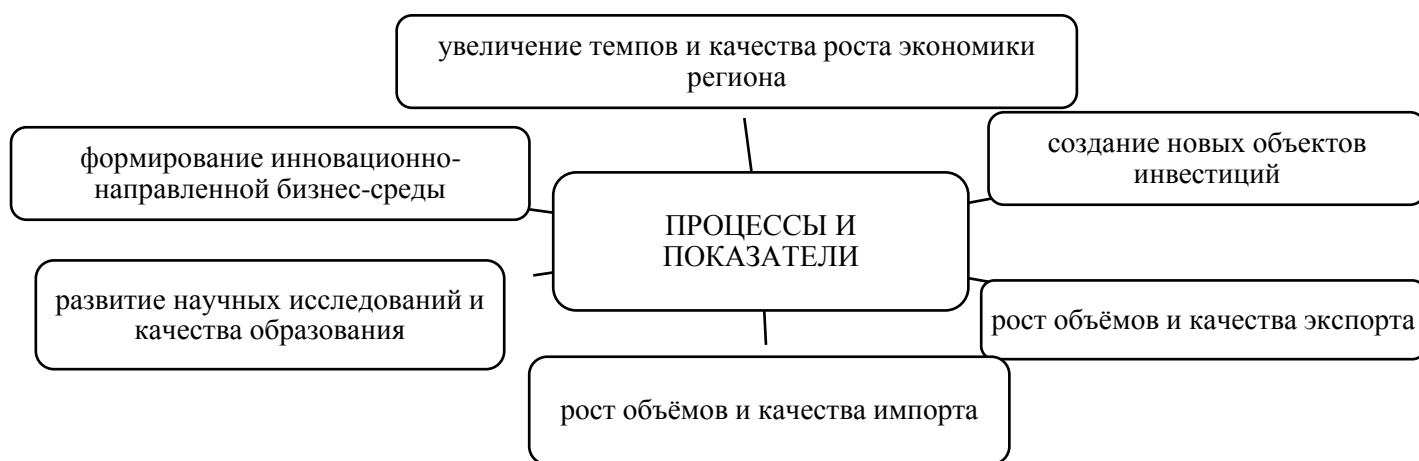 увеличение темпов и качества роста экономики
региона
формирование инновационно-
направленной бизнес-среды
создание новых объектов
инвестиций
ПРОЦЕССЫ И
ПОКАЗАТЕЛИ
развитие научных исследований и
качества образования
рост объёмов и качества экспорта
рост объёмов и качества импорта